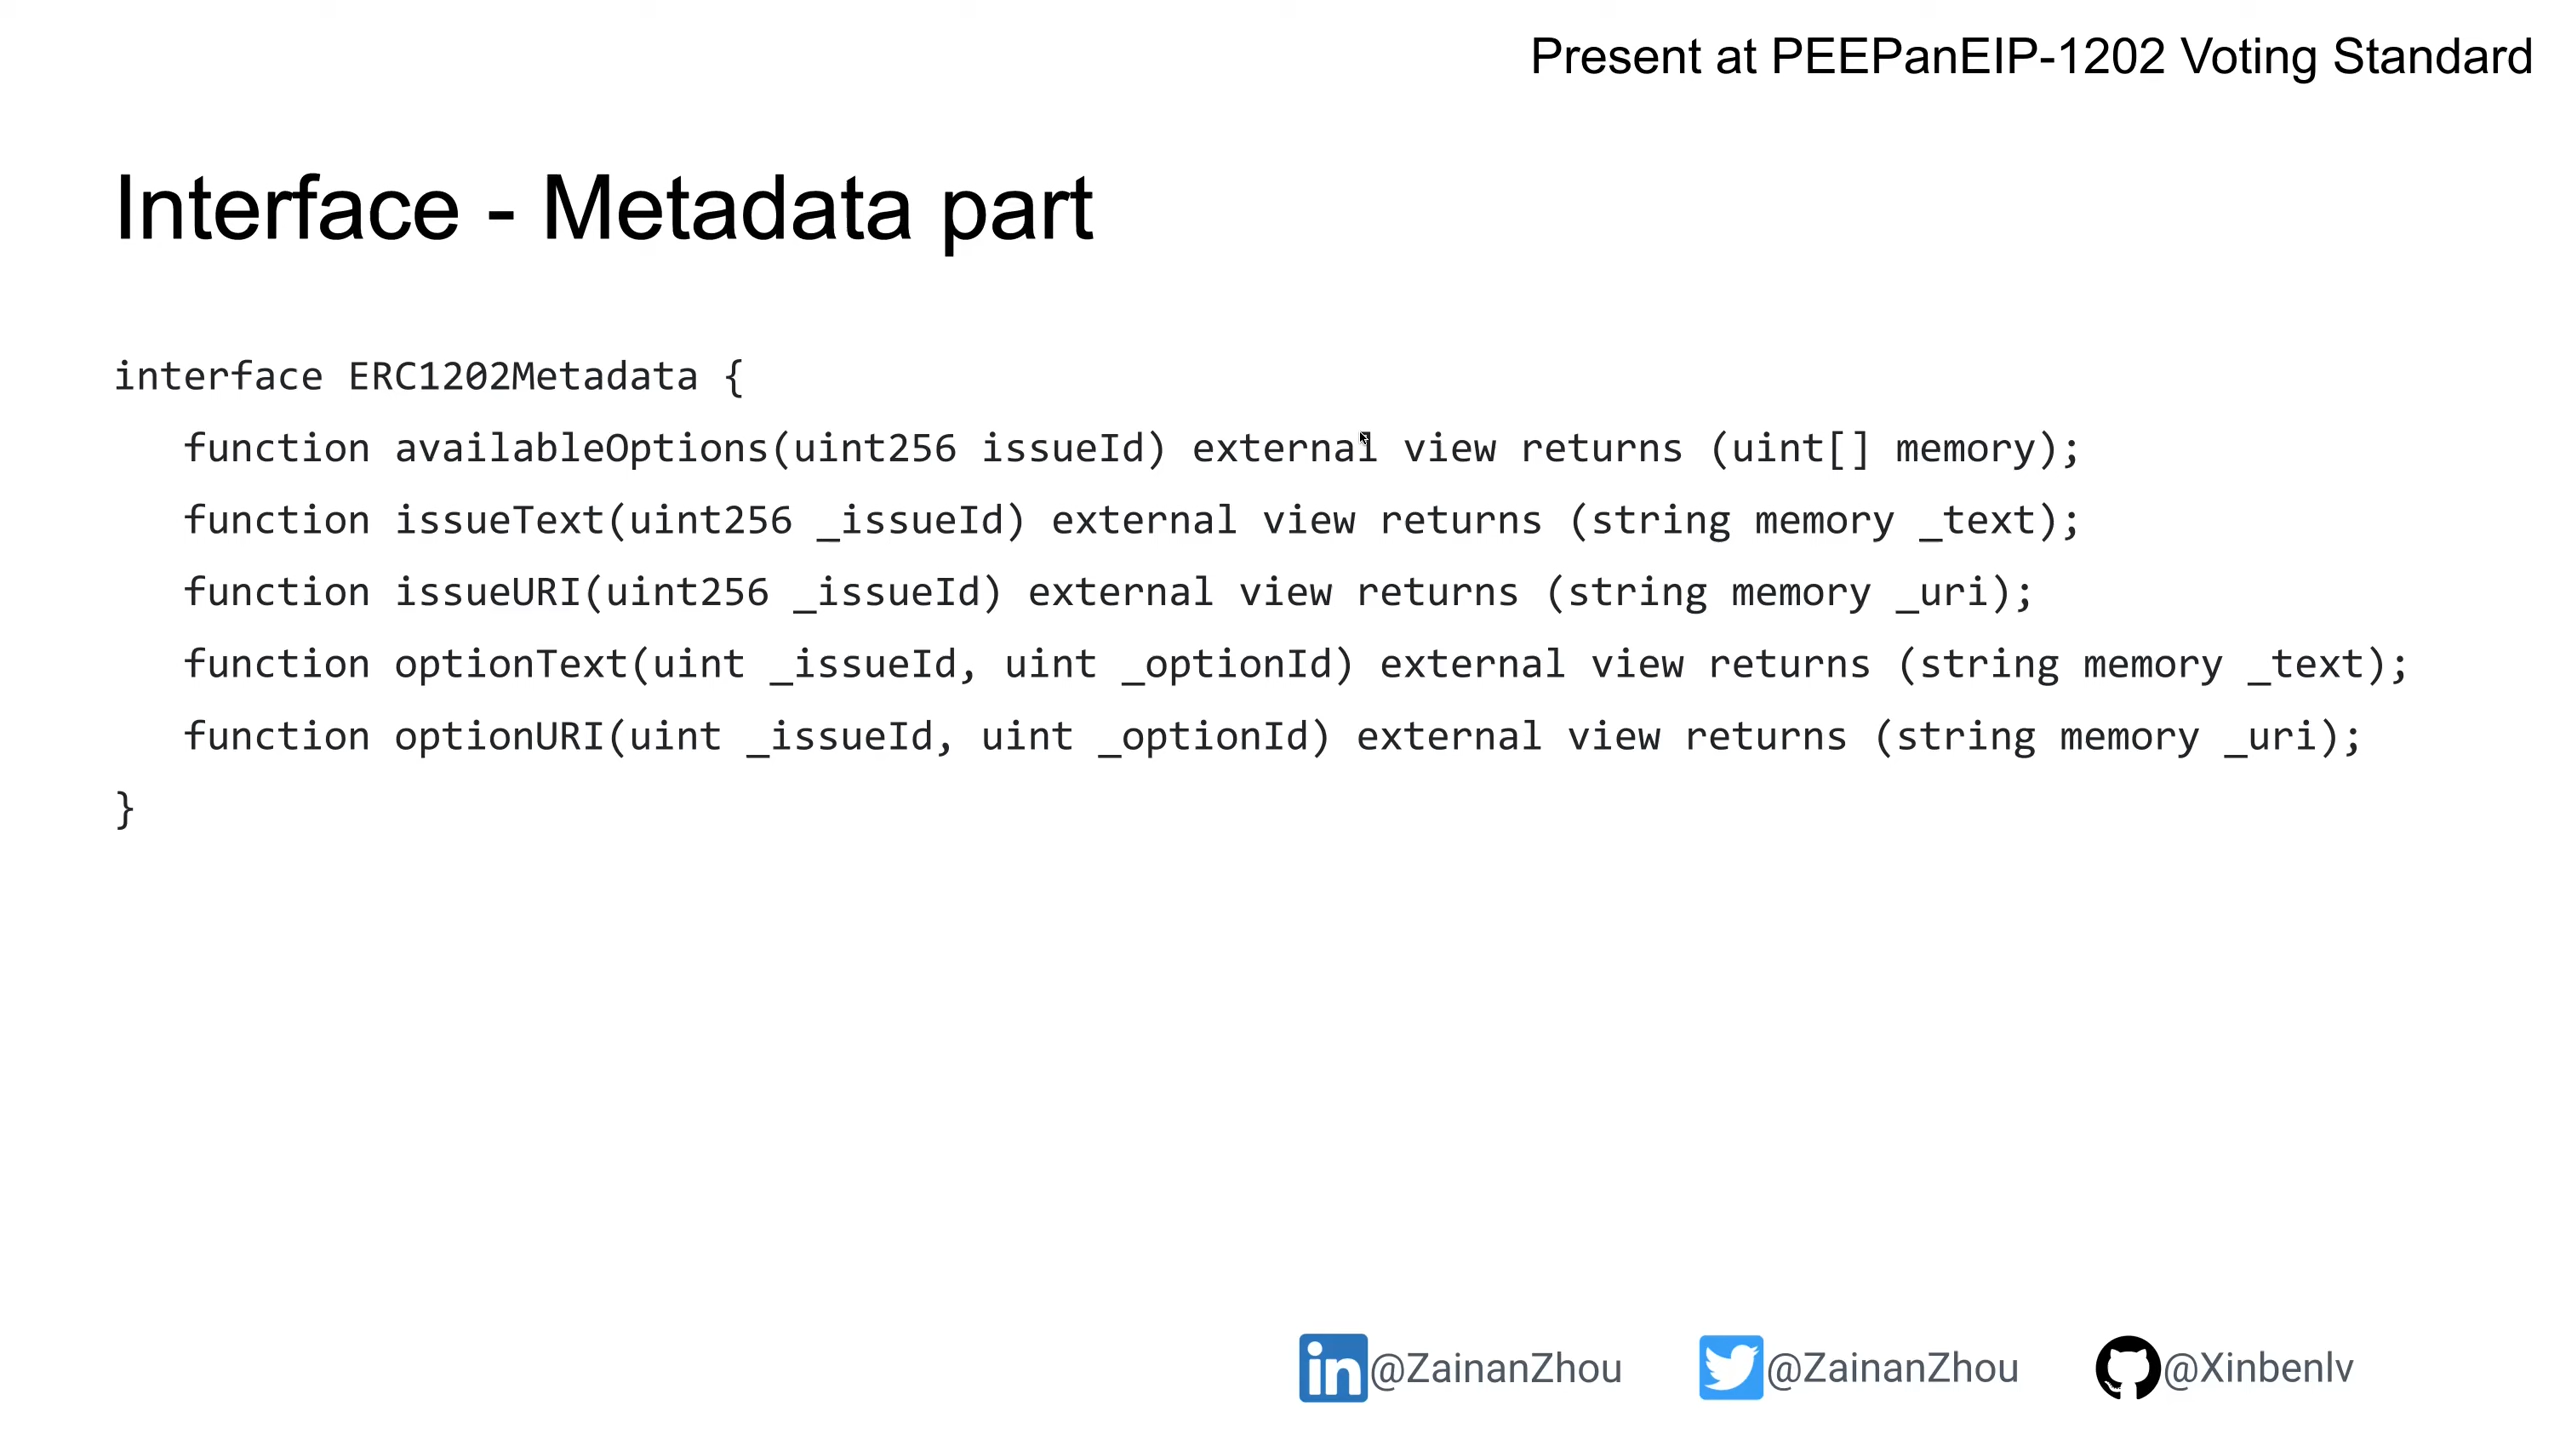 Present at PEEPanEIP-1202 Voting Standard
Interface - Metadata part
interface ERC1202Metadata {
function availableOptions(uint256 issueId) external view returns (uint[] memory);
function issueText(uint256 _issueId) external view returns (string memory _text);
function issueURI(uint256 _issueId) external view returns (string memory _uri);
function optionText(uint _issueId, uint _optionId) external view returns (string memory _text);
function optionURI(uint _issueId, uint _optionId) external view returns (string memory _uri);
}
in @ZainanZhou @ZainanZhou @Xinbenlv